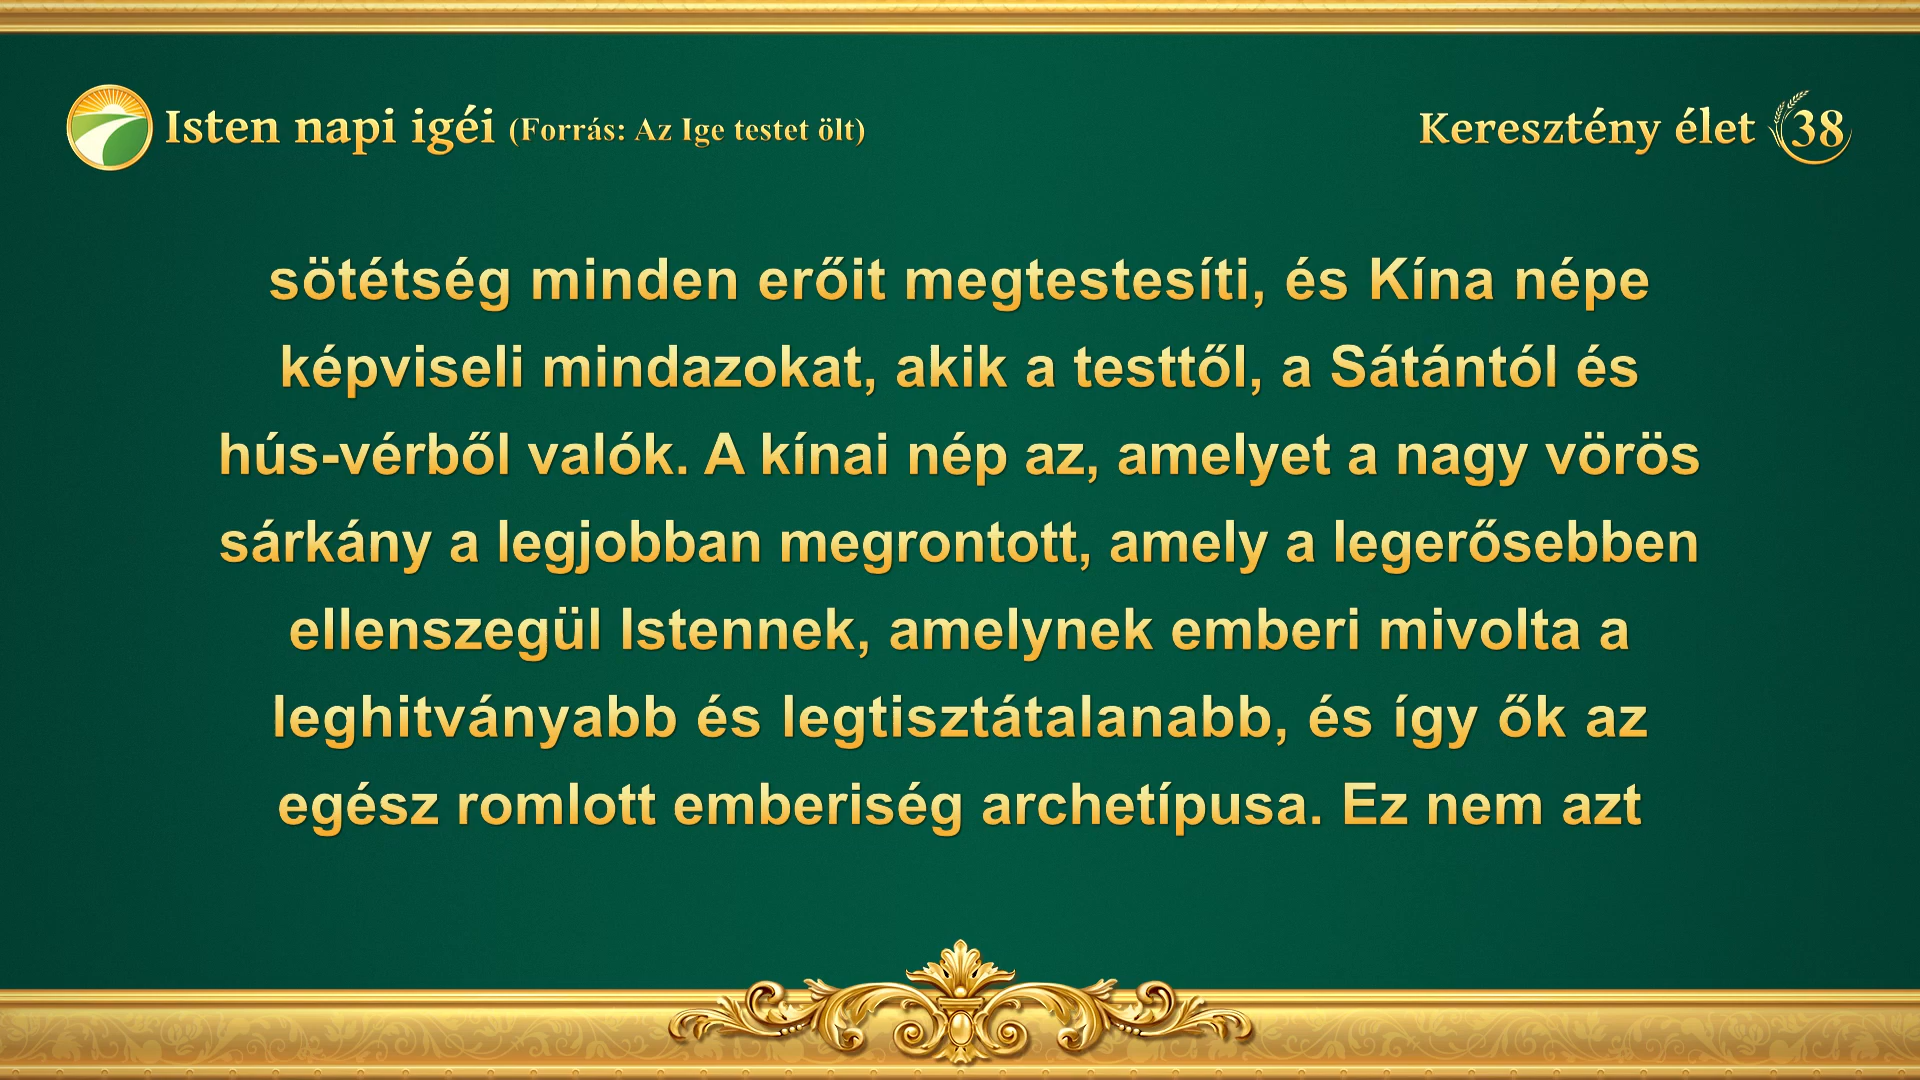 Isten napi igéi (Forrás: Az Ige testet ölt)
Keresztény élet 38
sötétség minden erőit megtestesíti, és Kína népe
képviseli mindazokat, akik a testtől, a Sátántól és
hús-vérből valók. A kínai nép az, amelyet a nagy vörös
sárkány a legjobban megrontott, amely a legerősebben
ellenszegül Istennek, amelynek emberi mivolta a
leghitványabb és legtisztátalanabb, és így ők az
egész romlott emberiség archetípusa. Ez nem azt